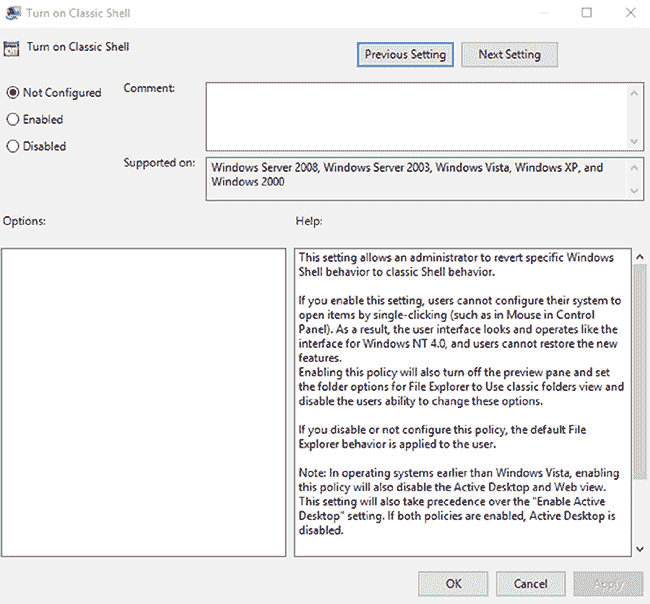 Turn on Classic Shell
Turn on Classic Shell
Previous Setting
Next Setting
Not Configured
Comment:
Enabled
Disabled
Supported on:
Windows Server 2008, Windows Server 2003, Windows Vista, Windows XP, and
Windows 2000
Options:
Help:
This setting allows an administrator to revert specific Windows
Shell behavior to classic Shell behavior.
If you enable this setting, users cannot configure their system to
open items by single-clicking (such as in Mouse in Control
Panel). As a result, the user interface looks and operates like the
interface for Windows NT 4.0, and users cannot restore the new
features.
Enabling this policy will also turn off the preview pane and set
the folder options for File Explorer to Use classic folders view and
disable the users ability to change these options.
If you disable or not configure this policy, the default File
Explorer behavior is applied to the user.
Note: In operating systems earlier than Windows Vista, enabling
this policy will also disable the Active Desktop and Web view.
This setting will also take precedence over the "Enable Active
Desktop" setting. If both policies are enabled, Active Desktop is
disabled.
OK
Cancel
Apply